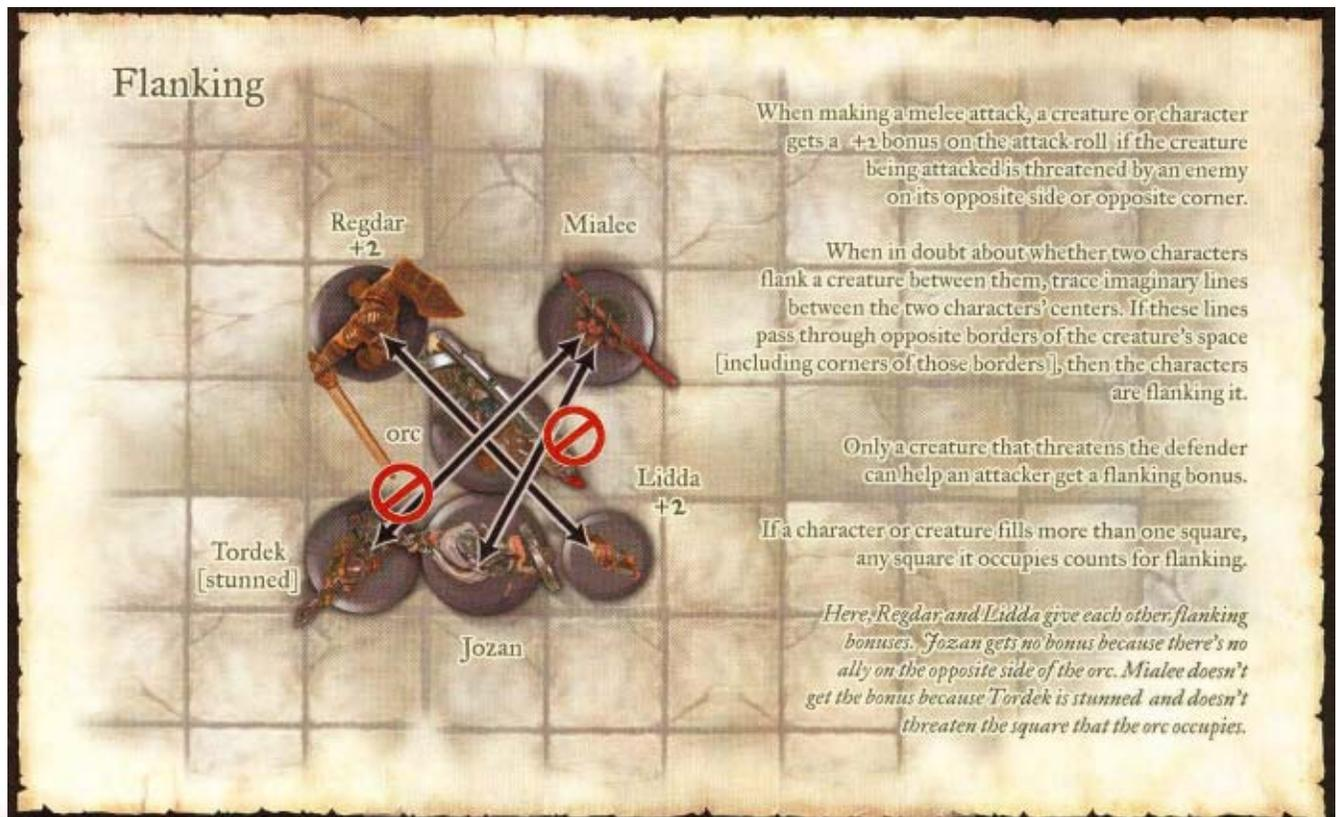 Flanking
When making a melee attack, a creature or character
gets a +2 bonus on the attack roll if the creature
being attacked is threatened by an enemy
on its opposite side or opposite corner.
Regdar
+2
Mialee
When in doubt about whether two characters
flank a creature between them, trace imaginary lines
between the two characters' centers. If these lines
pass through opposite borders of the creature's space
[including corners of those borders], then the characters
are flanking it.
orc
Only a creature that threatens the defender
can help an attacker get a flanking bonus.
Lidda
+2
If a character or creature fills more than one square,
any square it occupies counts for flanking.
Tordek
[stunned]
Jozan
Here, Regdar and Lidda give each other flanking
bonuses. Jozan gets no bonus because there's no
ally on the opposite side of the orc. Mialee doesn't
get the bonus because Tordek is stunned and doesn't
threaten the square that the orc occupies.